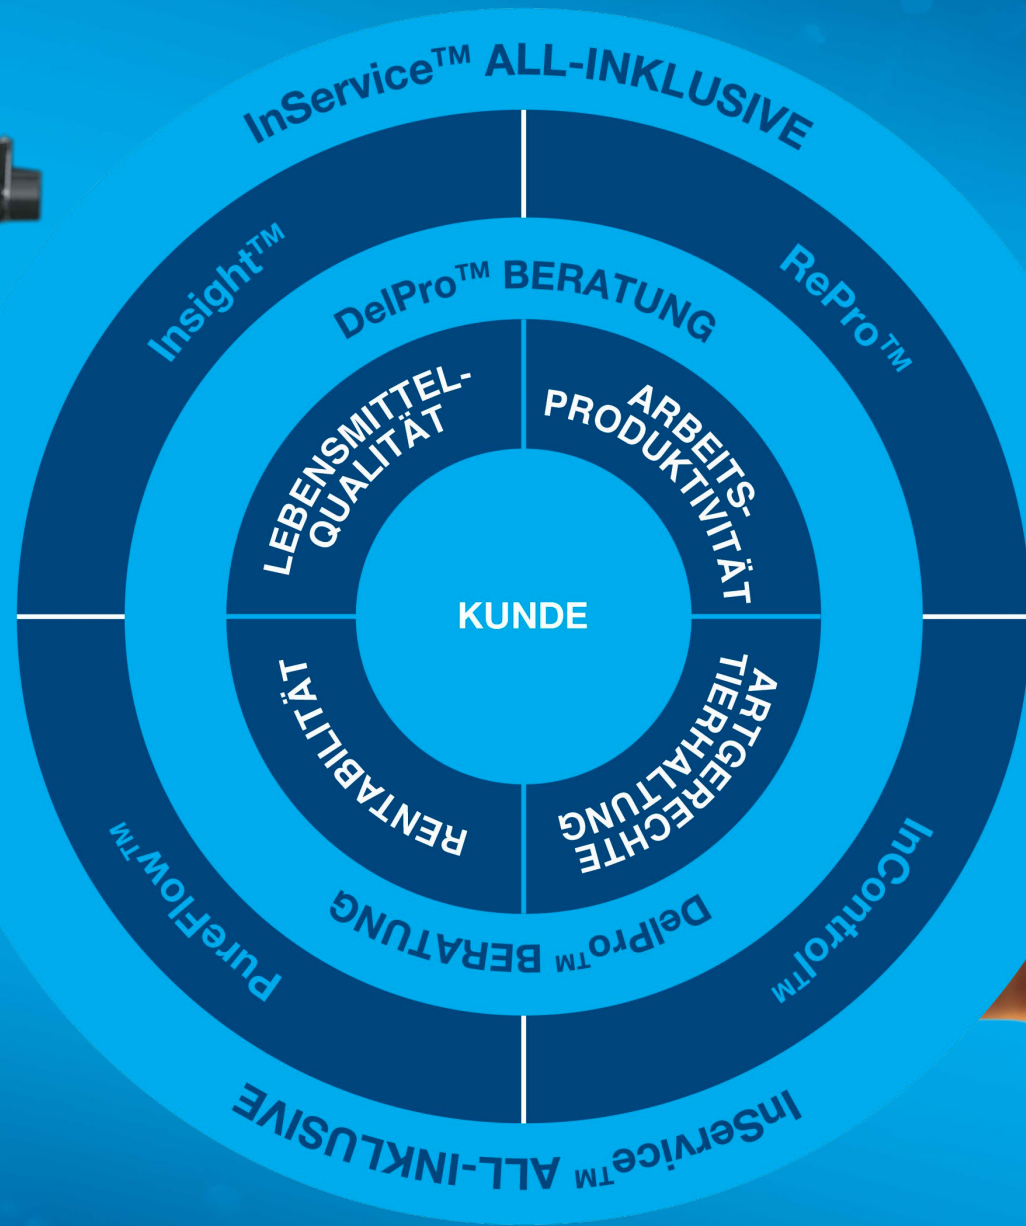 InService™ ALL-INKLUSIVE
Insight™
RePro™
DelPro™ BERATUNG
LEBENSMITTEL-
QUALITÄT
ARBEITS-
PRODUKTIVITÄT
KUNDE
RENTABILITÄT
ARTGERECHTE
TIERHALTUNG
PureFlow™
InControl™
DelPro™ BERATUNG
InService™ ALL-INKLUSIVE